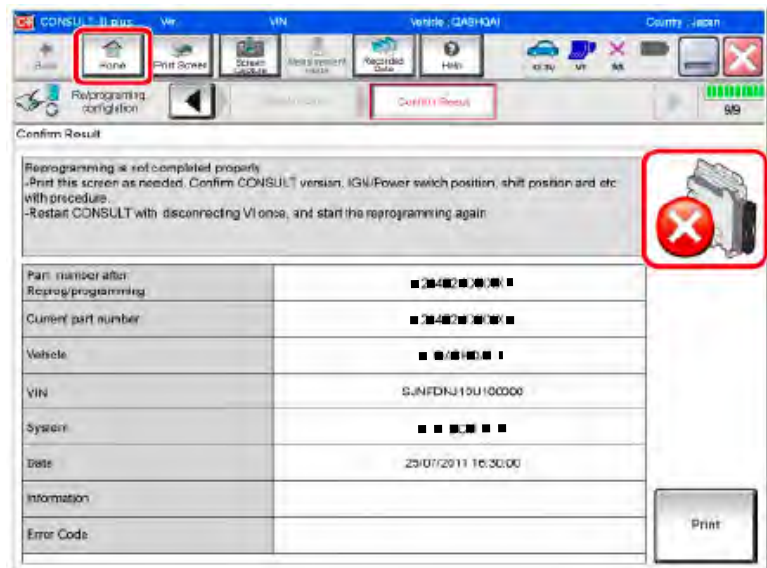 CONSULT-III plus Ver. VIN Vehicle : QASHQAI Country : Japan
Back Home Print Screen Screen Capture Measurement Mode Recorded Data Help VI MI
Re/programming configlation Confirm Result 9/9
Confirm Result
Reprogramming is not completed properly
-Print this screen as needed. Confirm CONSULT version, IGN/Power switch position, shift position and etc
with procedure.
-Restart CONSULT with disconnecting VI once, and start the reprogramming again
Part number after
Reprog/programming
Current part number
Vehicle
VIN SJNFDNJ10U100000
System
Date 25/07/2011 16:30:00
Information
Error Code
Print